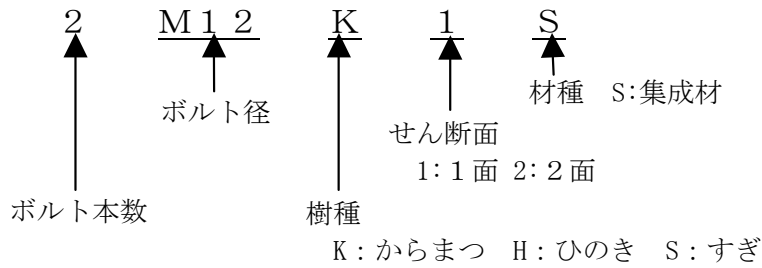 ２ Ｍ１２ Ｋ １ Ｓ
材種 S:集成材
ボルト径
せん断面
1:１面 2:２面
ボルト本数
樹種
K：からまつ H：ひのき S：すぎ